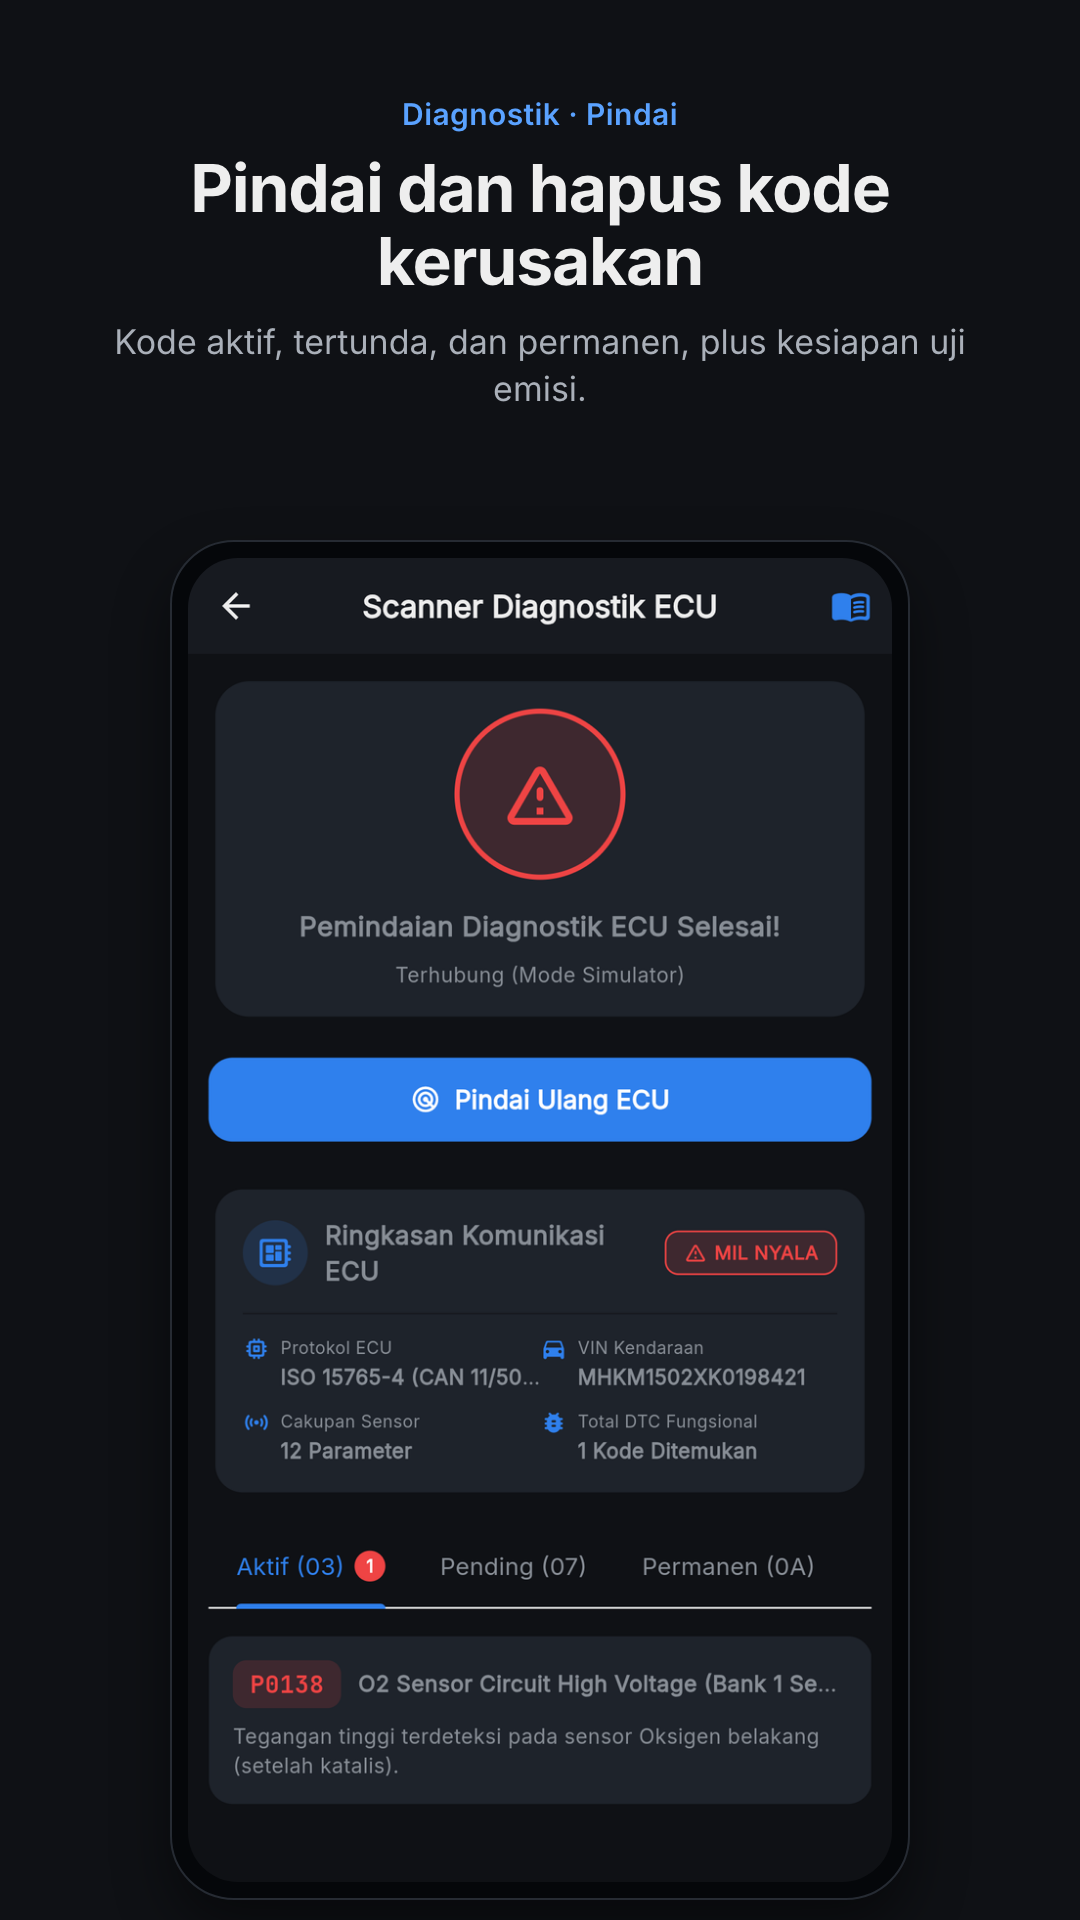 Diagnostik · Pindai
Pindai dan hapus kode
kerusakan
Kode aktif, tertunda, dan permanen, plus kesiapan uji
emisi.
Scanner Diagnostik ECU
Pemindaian Diagnostik ECU Selesai!
Terhubung (Mode Simulator)
Pindai Ulang ECU
Ringkasan Komunikasi
ECU
MIL NYALA
Protokol ECU
ISO 15765-4 (CAN 11/50...
VIN Kendaraan
MHKM1502XK0198421
Cakupan Sensor
12 Parameter
Total DTC Fungsional
1 Kode Ditemukan
Aktif (03) 1 Pending (07) Permanen (0A)
P0138 O2 Sensor Circuit High Voltage (Bank 1 Se...
Tegangan tinggi terdeteksi pada sensor Oksigen belakang
(setelah katalis).